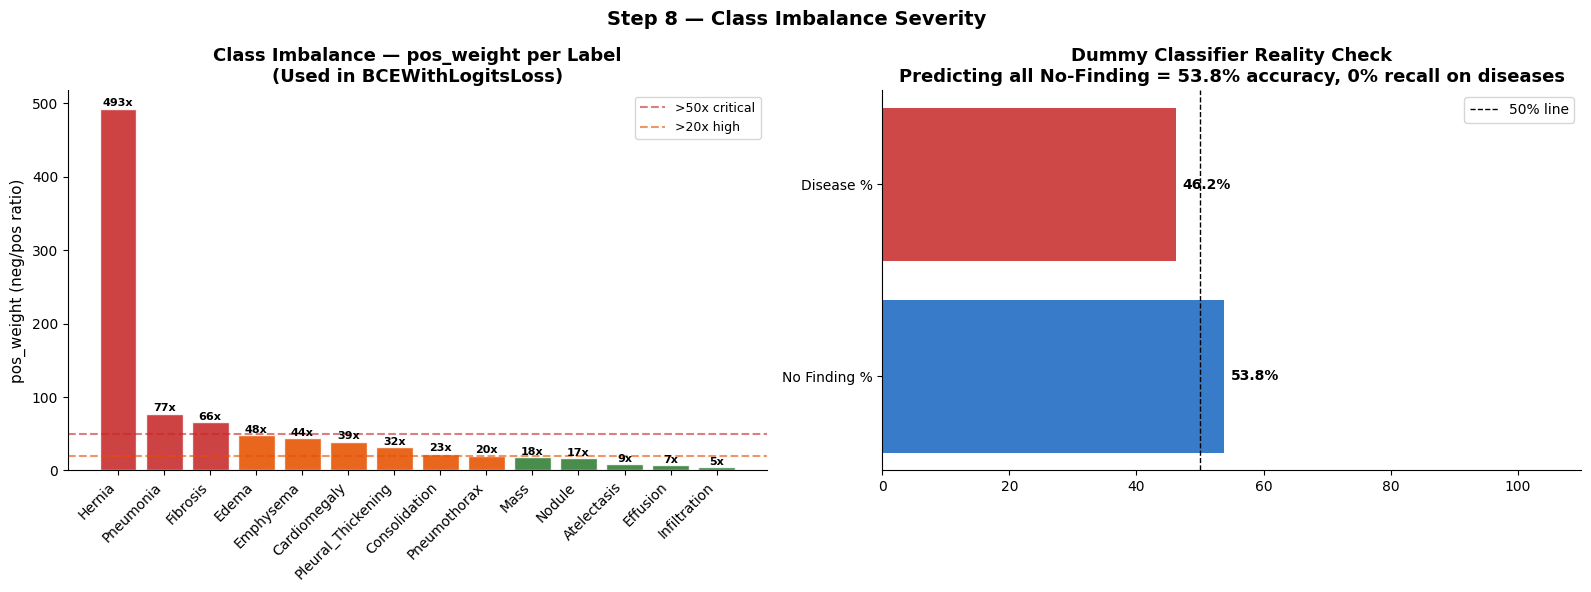 Step 8 — Class Imbalance Severity
Class Imbalance — pos_weight per Label
(Used in BCEWithLogitsLoss)
pos_weight (neg/pos ratio)
500
400
300
200
100
0
493x
77x
66x
48x
44x
39x
32x
23x
20x
18x
17x
9x
7x
5x
>50x critical
>20x high
Hernia
Pneumonia
Fibrosis
Edema
Emphysema
Cardiomegaly
Pleural_Thickening
Consolidation
Pneumothorax
Mass
Nodule
Atelectasis
Effusion
Infiltration
Dummy Classifier Reality Check
Predicting all No-Finding = 53.8% accuracy, 0% recall on diseases
50% line
Disease %
46.2%
No Finding %
53.8%
0
20
40
60
80
100